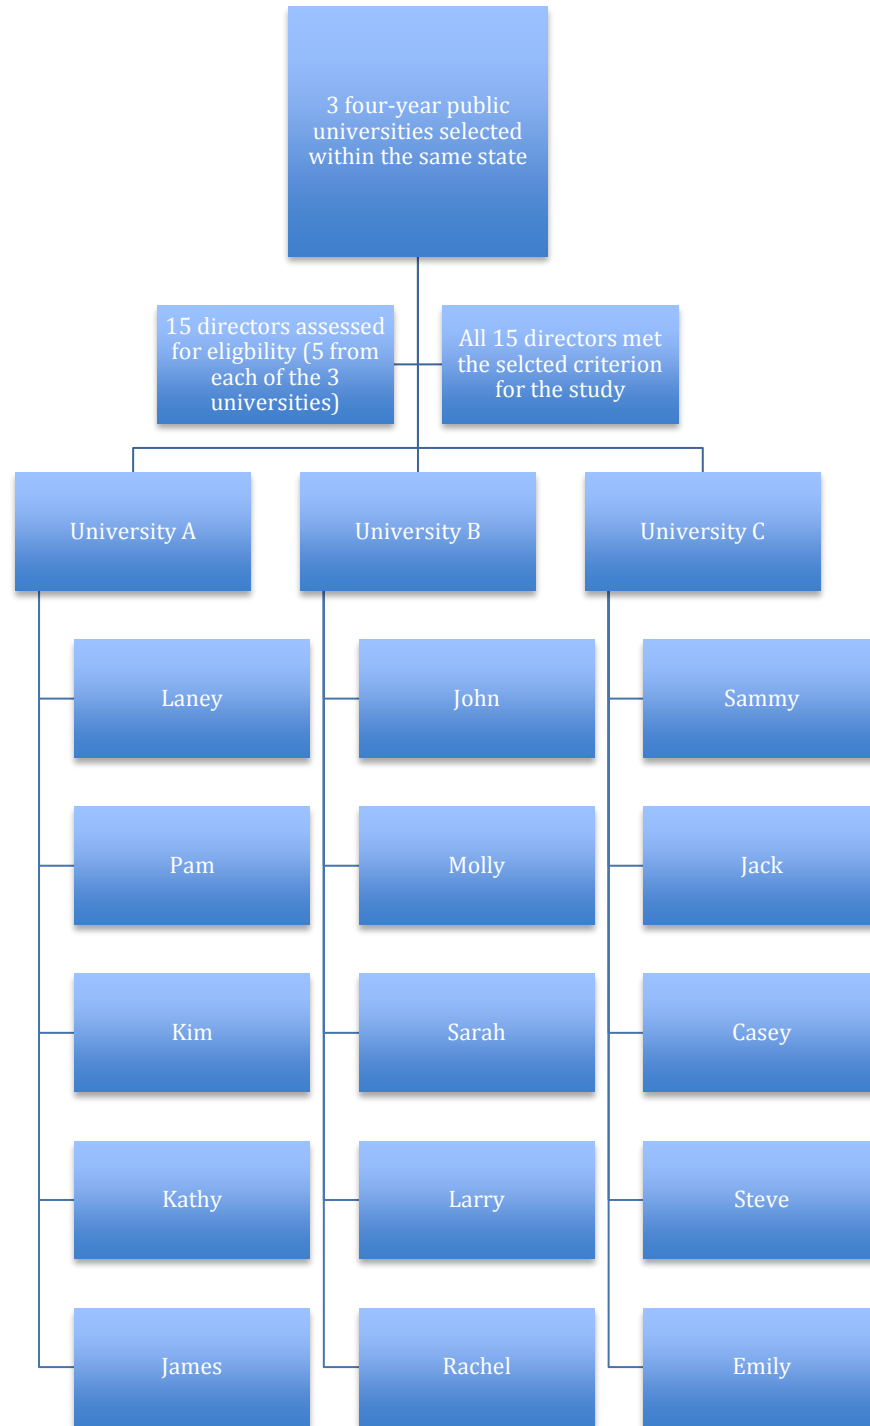 3 four-year public
universities selected
within the same state
15 directors assessed
for eligbility (5 from
each of the 3
universities)
All 15 directors met
the selcted criterion
for the study
University A
University B
University C
Laney
John
Sammy
Pam
Molly
Jack
Kim
Sarah
Casey
Kathy
Larry
Steve
James
Rachel
Emily